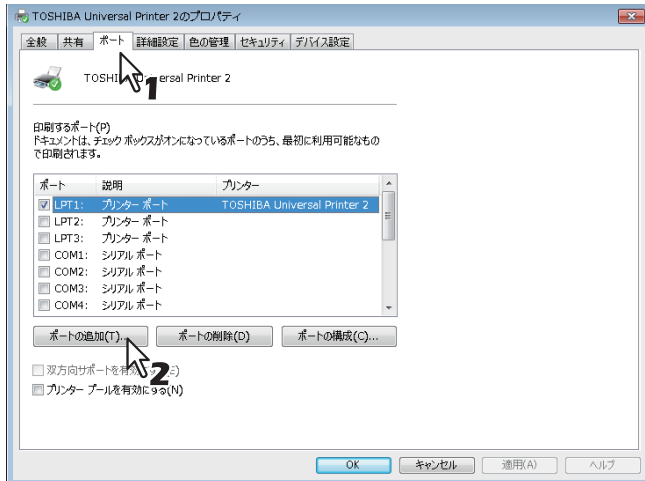 TOSHIBA Universal Printer 2のプロパティ
全般 共有 ポート 詳細設定 色の管理 セキュリティ デバイス設定
1
Printer 2
印刷するポート(P)
ドキュメントは、チェック ボックスがオンになっているポートのうち、最初に利用可能なもの
で印刷されます。
ポート 説明 プリンター
LPT1: プリンター ポート TOSHIBA Universal Printer 2
LPT2: プリンター ポート
LPT3: プリンター ポート
COM1: シリアル ポート
COM2: シリアル ポート
COM3: シリアル ポート
COM4: シリアル ポート
ポートの追加(T)... ポートの削除(D) ポートの構成(C)...
2
双方向サポートを有
プリンター プールを有効にする(N)
OK キャンセル 適用(A) ヘルプ